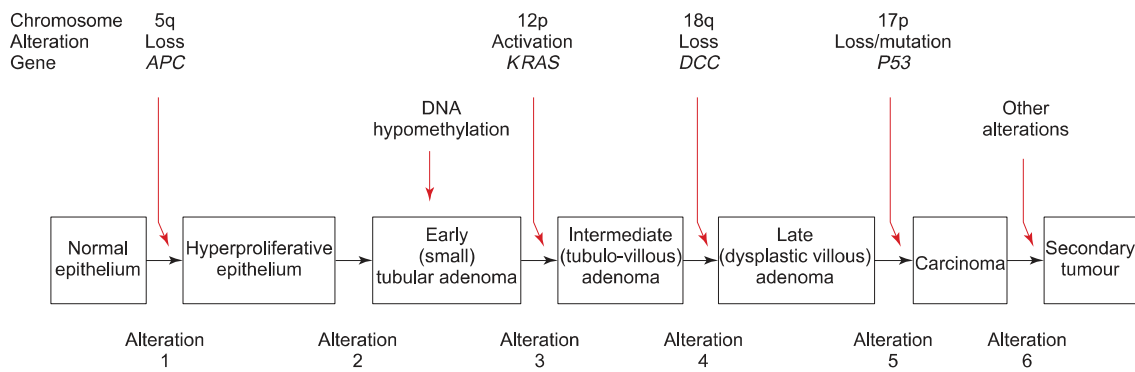 Chromosome 5q 12p 18q 17p
Alteration Loss Activation Loss Loss/mutation
Gene APC KRAS DCC P53
DNA
hypomethylation
Other
alterations
Normal
epithelium
Hyperproliferative
epithelium
Early
(small)
tubular adenoma
Intermediate
(tubulo-villous)
adenoma
Late
(dysplastic villous)
adenoma
Carcinoma
Secondary
tumour
Alteration
1
Alteration
2
Alteration
3
Alteration
4
Alteration
5
Alteration
6